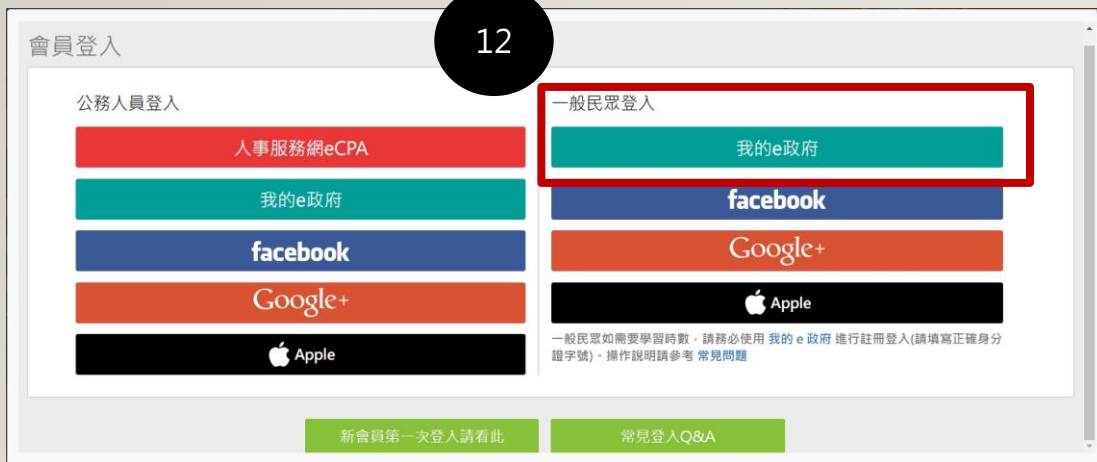 12
會員登入
公務人員登入
人事服務網eCPA
我的e政府
facebook
Google+
Apple
一般民眾登入
我的e政府
facebook
Google+
Apple
一般民眾如需要學習時數，請務必使用 我的 e 政府 進行註冊登入(請填寫正確身分
證字號)。操作說明請參考 常見問題
新會員第一次登入請看此
常見登入Q&A